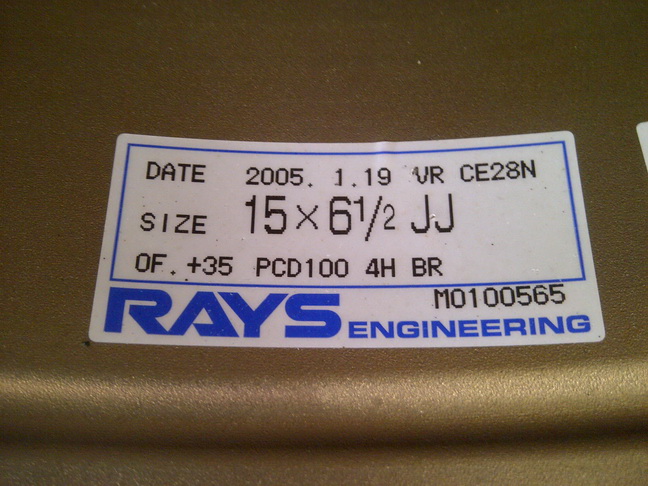 DATE 2005. 1.19 VR CE28N
SIZE 15×6½ JJ
OF. +35 PCD100 4H BR
M0100565
RAYS ENGINEERING